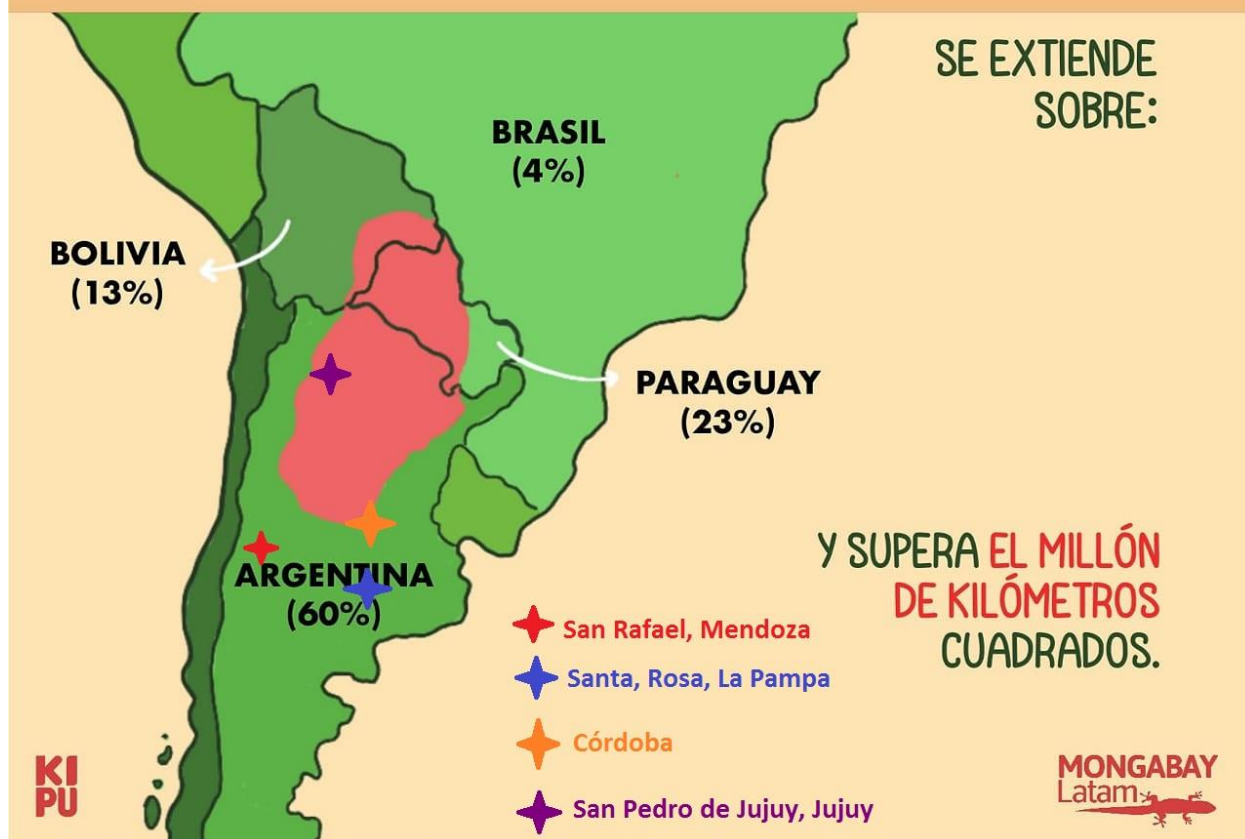 SE EXTIENDE
SOBRE:
BRASIL
(4%)
BOLIVIA
(13%)
PARAGUAY
(23%)
ARGENTINA
(60%)
Y SUPERA EL MILLÓN
DE KILÓMETROS
CUADRADOS.
San Rafael, Mendoza
Santa, Rosa, La Pampa
Córdoba
San Pedro de Jujuy, Jujuy
KI
PU
MONGABAY
Latam